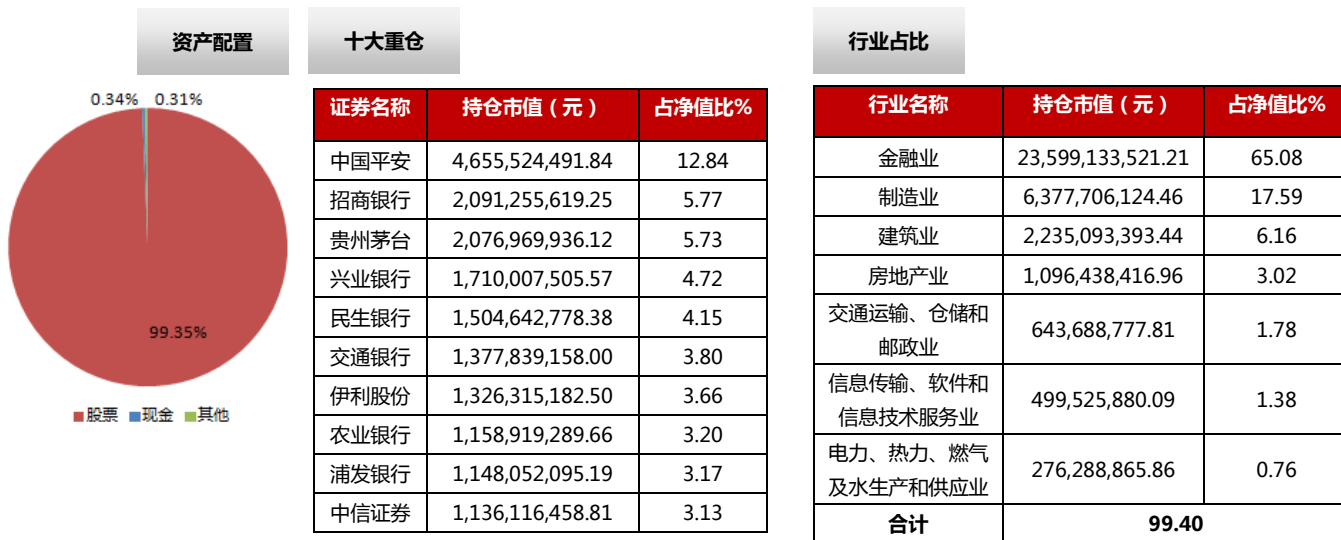 资产配置
0.34% 0.31%
99.35%
股票 现金 其他
十大重仓
证券名称 持仓市值（元） 占净值比%
中国平安 4,655,524,491.84 12.84
招商银行 2,091,255,619.25 5.77
贵州茅台 2,076,969,936.12 5.73
兴业银行 1,710,007,505.57 4.72
民生银行 1,504,642,778.38 4.15
交通银行 1,377,839,158.00 3.80
伊利股份 1,326,315,182.50 3.66
农业银行 1,158,919,289.66 3.20
浦发银行 1,148,052,095.19 3.17
中信证券 1,136,116,458.81 3.13
行业占比
行业名称 持仓市值（元） 占净值比%
金融业 23,599,133,521.21 65.08
制造业 6,377,706,124.46 17.59
建筑业 2,235,093,393.44 6.16
房地产业 1,096,438,416.96 3.02
交通运输、仓储和
邮政业 643,688,777.81 1.78
信息传输、软件和
信息技术服务业 499,525,880.09 1.38
电力、热力、燃气
及水生产和供应业 276,288,865.86 0.76
合计 99.40